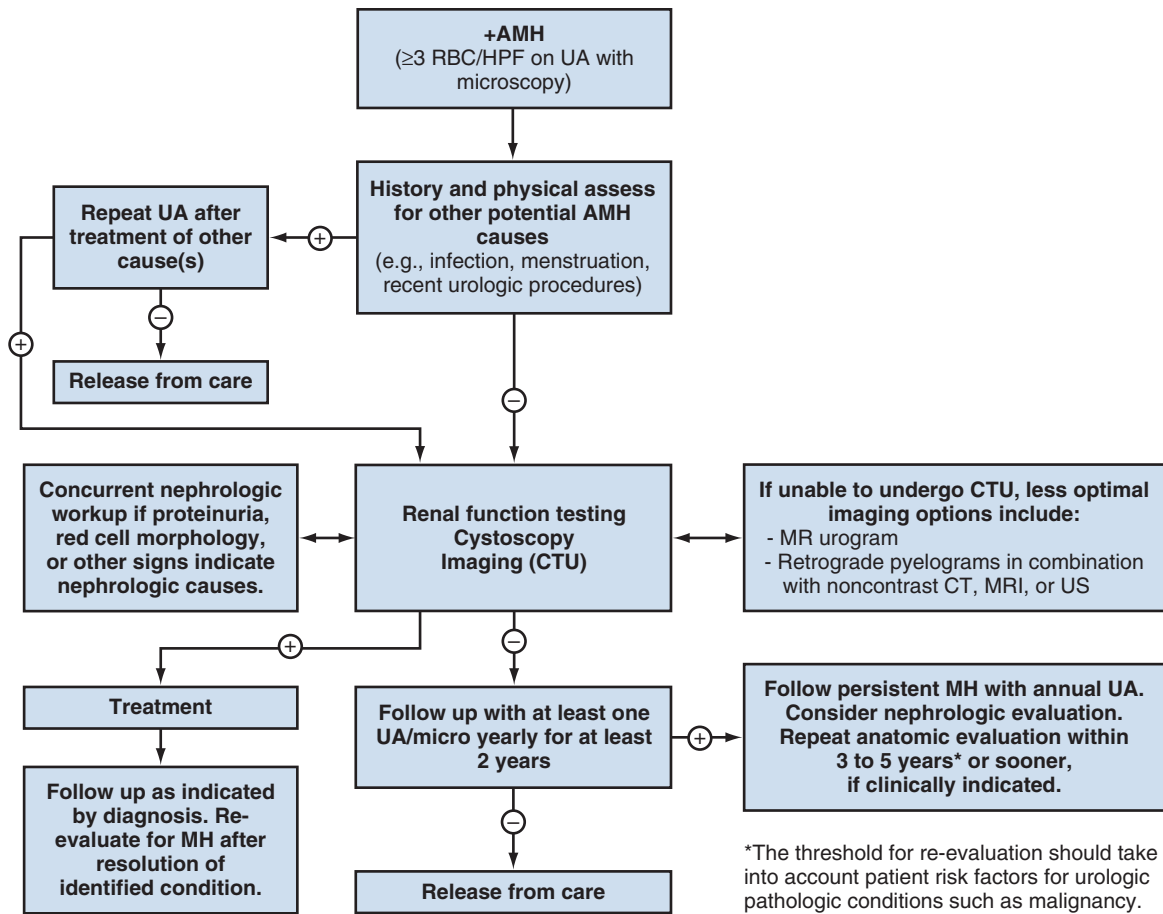 +AMH
(≥3 RBC/HPF on UA with
microscopy)
History and physical assess
for other potential AMH
causes
(e.g., infection, menstruation,
recent urologic procedures)
+
Repeat UA after
treatment of other
cause(s)
−
+
Release from care
−
Concurrent nephrologic
workup if proteinuria,
red cell morphology,
or other signs indicate
nephrologic causes.
Renal function testing
Cystoscopy
Imaging (CTU)
If unable to undergo CTU, less optimal
imaging options include:
- MR urogram
- Retrograde pyelograms in combination
with noncontrast CT, MRI, or US
+
−
Treatment
Follow up as indicated
by diagnosis. Re-
evaluate for MH after
resolution of
identified condition.
Follow up with at least one
UA/micro yearly for at least
2 years
+
Follow persistent MH with annual UA.
Consider nephrologic evaluation.
Repeat anatomic evaluation within
3 to 5 years* or sooner,
if clinically indicated.
−
Release from care
*The threshold for re-evaluation should take
into account patient risk factors for urologic
pathologic conditions such as malignancy.